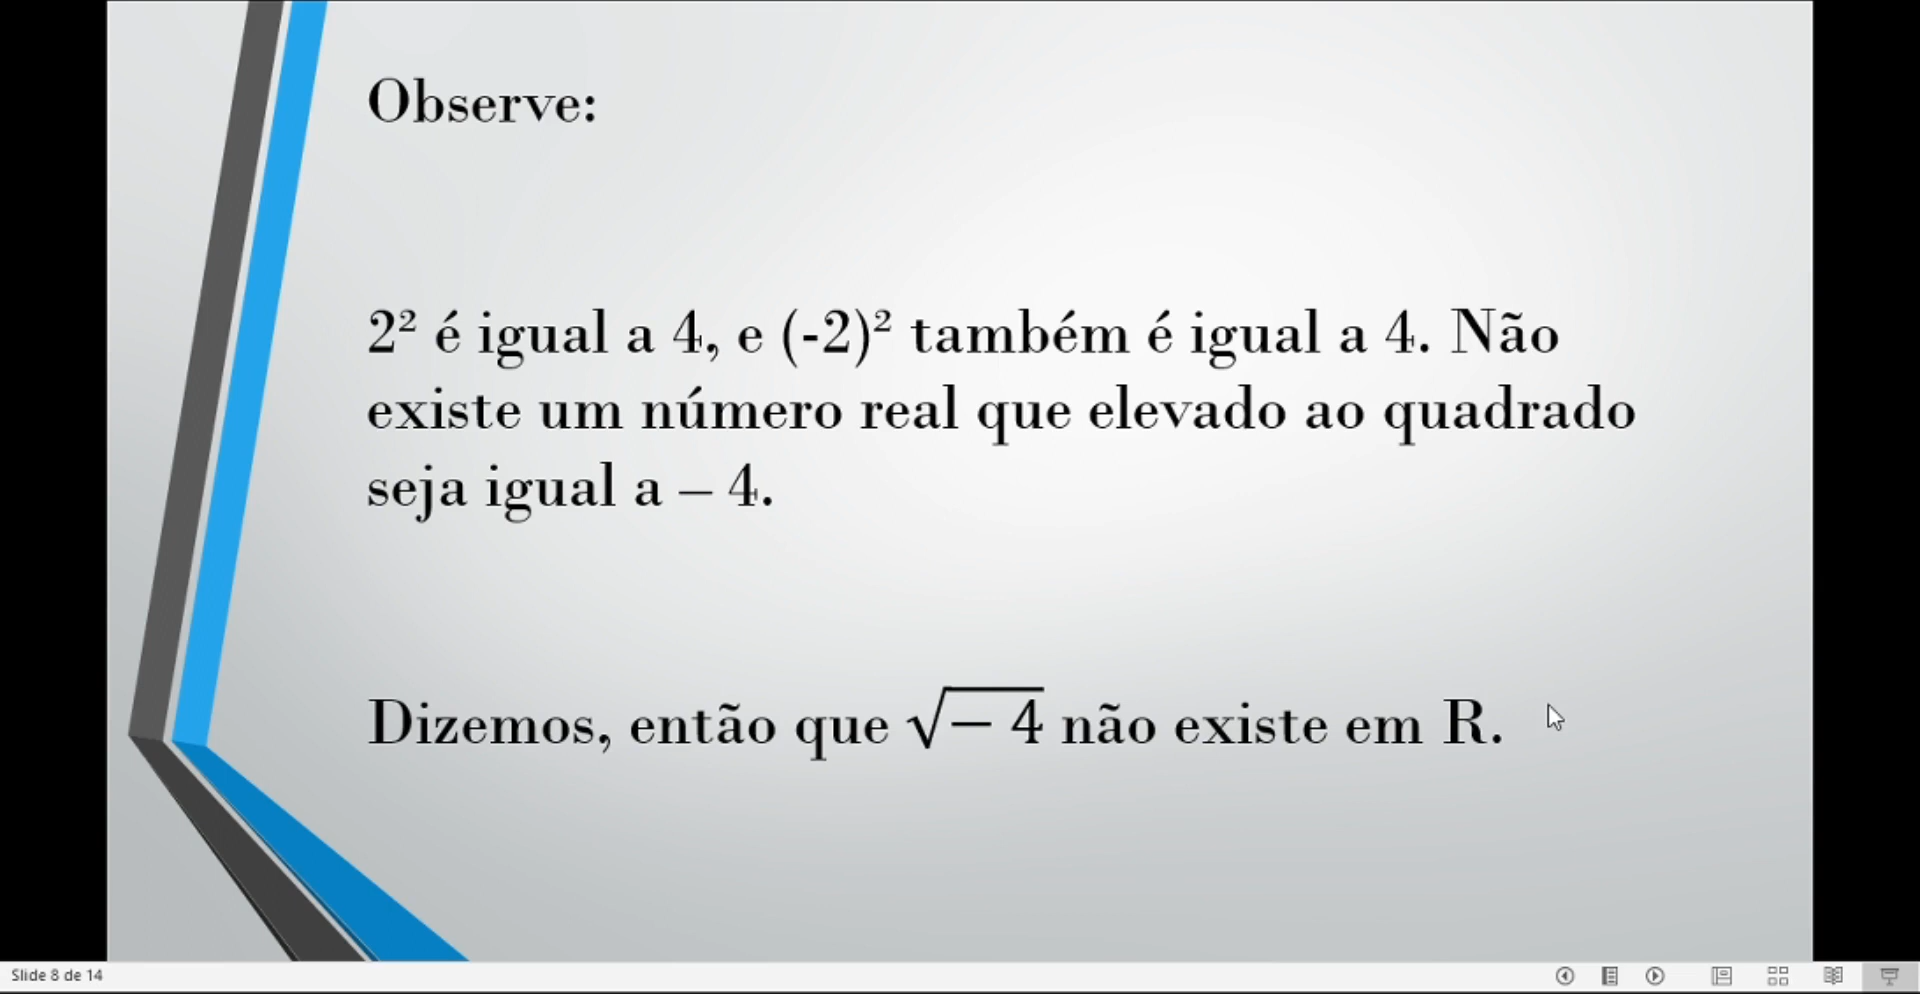 Observe:
2² é igual a 4, e (-2)² também é igual a 4. Não
existe um número real que elevado ao quadrado
seja igual a – 4.
Dizemos, então que √− 4 não existe em R.
Slide 8 de 14